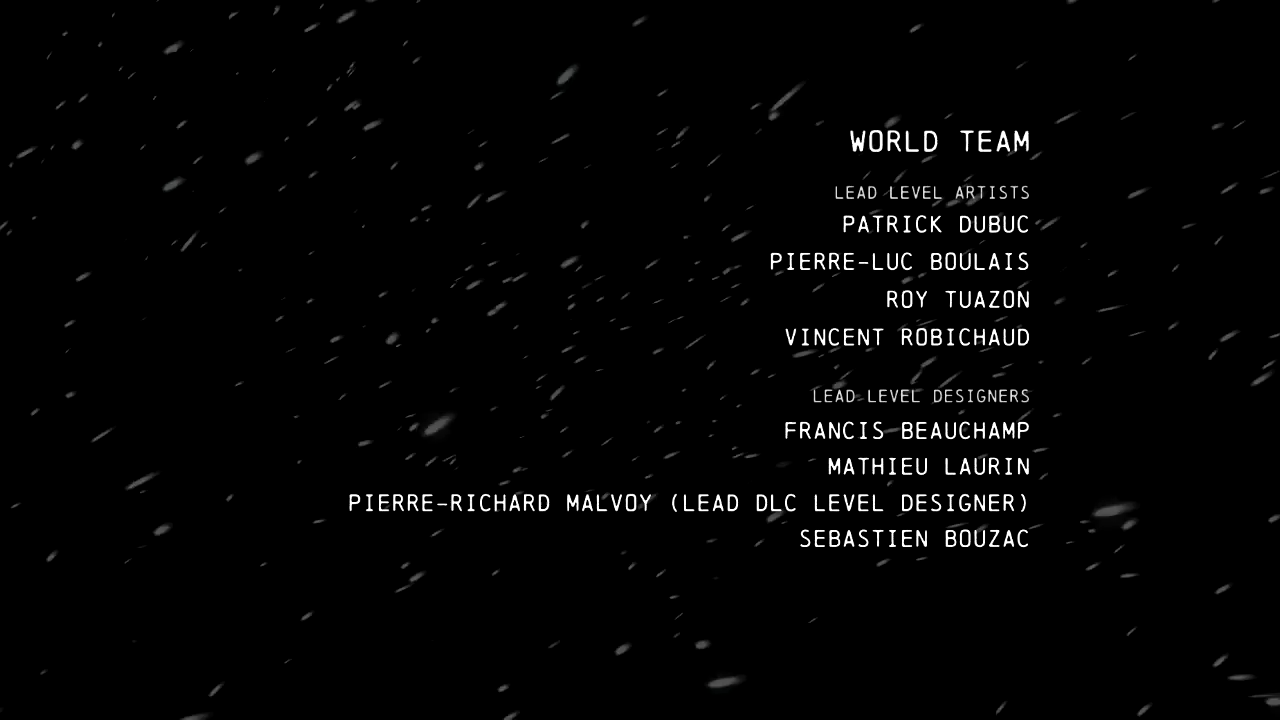 WORLD TEAM
LEAD LEVEL ARTISTS
PATRICK DUBUC
PIERRE-LUC BOULAIS
ROY TUAZON
VINCENT ROBICHAUD
LEAD LEVEL DESIGNERS
FRANCIS BEAUCHAMP
MATHIEU LAURIN
PIERRE-RICHARD MALVOY (LEAD DLC LEVEL DESIGNER)
SEBASTIEN BOUZAC